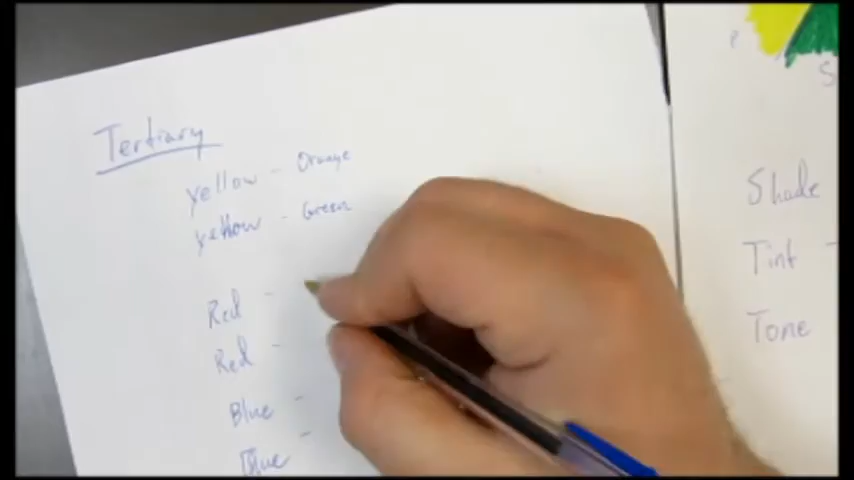 Tertiary
yellow - Orange
yellow - Green
Red -
Red -
Blue -
Blue -
Shade
Tint -
Tone